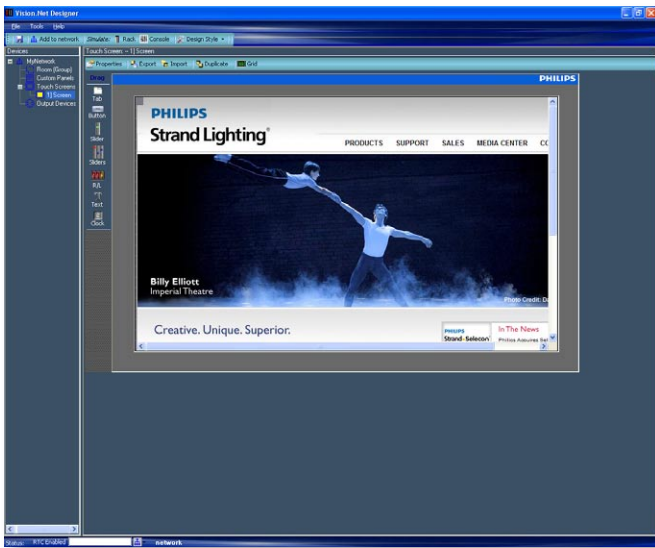 Vision.Net Designer
File Tools Help
Add to network Simulate: Rack Console Design Style
Devices
Touch Screen: - 1] Screen
MyNetwork
Room (Group)
Custom Panels
Touch Screens
1] Screen
Output Devices
Properties Export Import Duplicate Grid
Drag
Tab
Button
Slider
Sliders
R/L
Text
Clock
PHILIPS
PHILIPS
Strand Lighting
PRODUCTS SUPPORT SALES MEDIA CENTER CO
Billy Elliott
Imperial Theatre
Photo Credit: Da
Creative. Unique. Superior.
PHILIPS
Strand Selecon
In The News
Status: RTC Enabled network